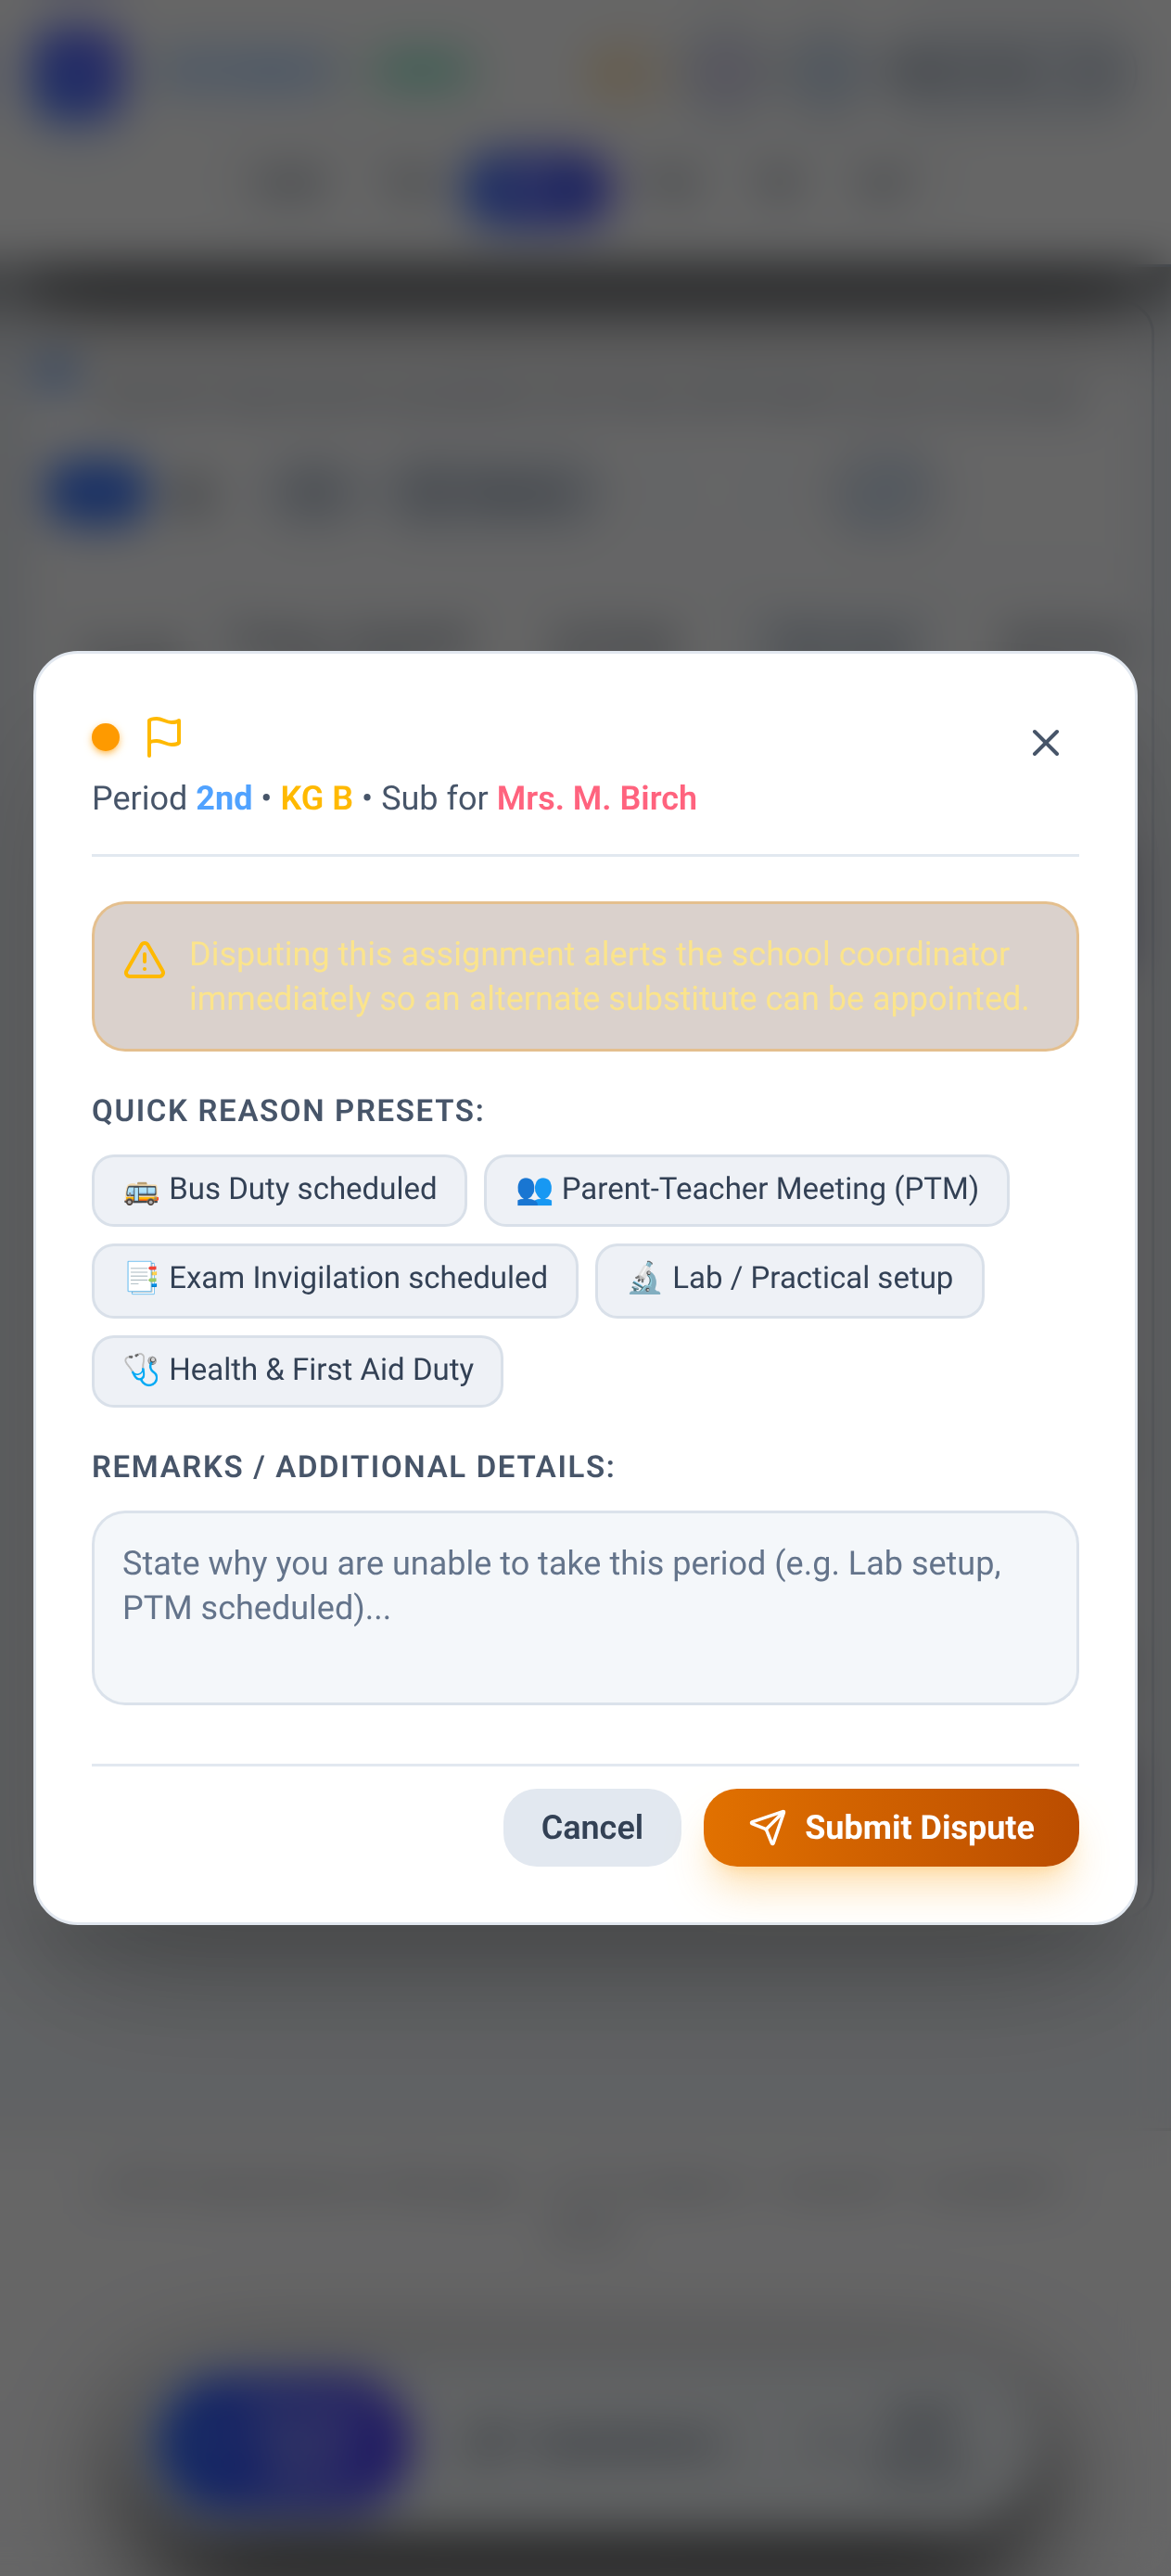 Period 2nd • KG B • Sub for Mrs. M. Birch
Disputing this assignment alerts the school coordinator
immediately so an alternate substitute can be appointed.
QUICK REASON PRESETS:
Bus Duty scheduled
Parent-Teacher Meeting (PTM)
Exam Invigilation scheduled
Lab / Practical setup
Health & First Aid Duty
REMARKS / ADDITIONAL DETAILS:
State why you are unable to take this period (e.g. Lab setup,
PTM scheduled)...
Cancel
Submit Dispute